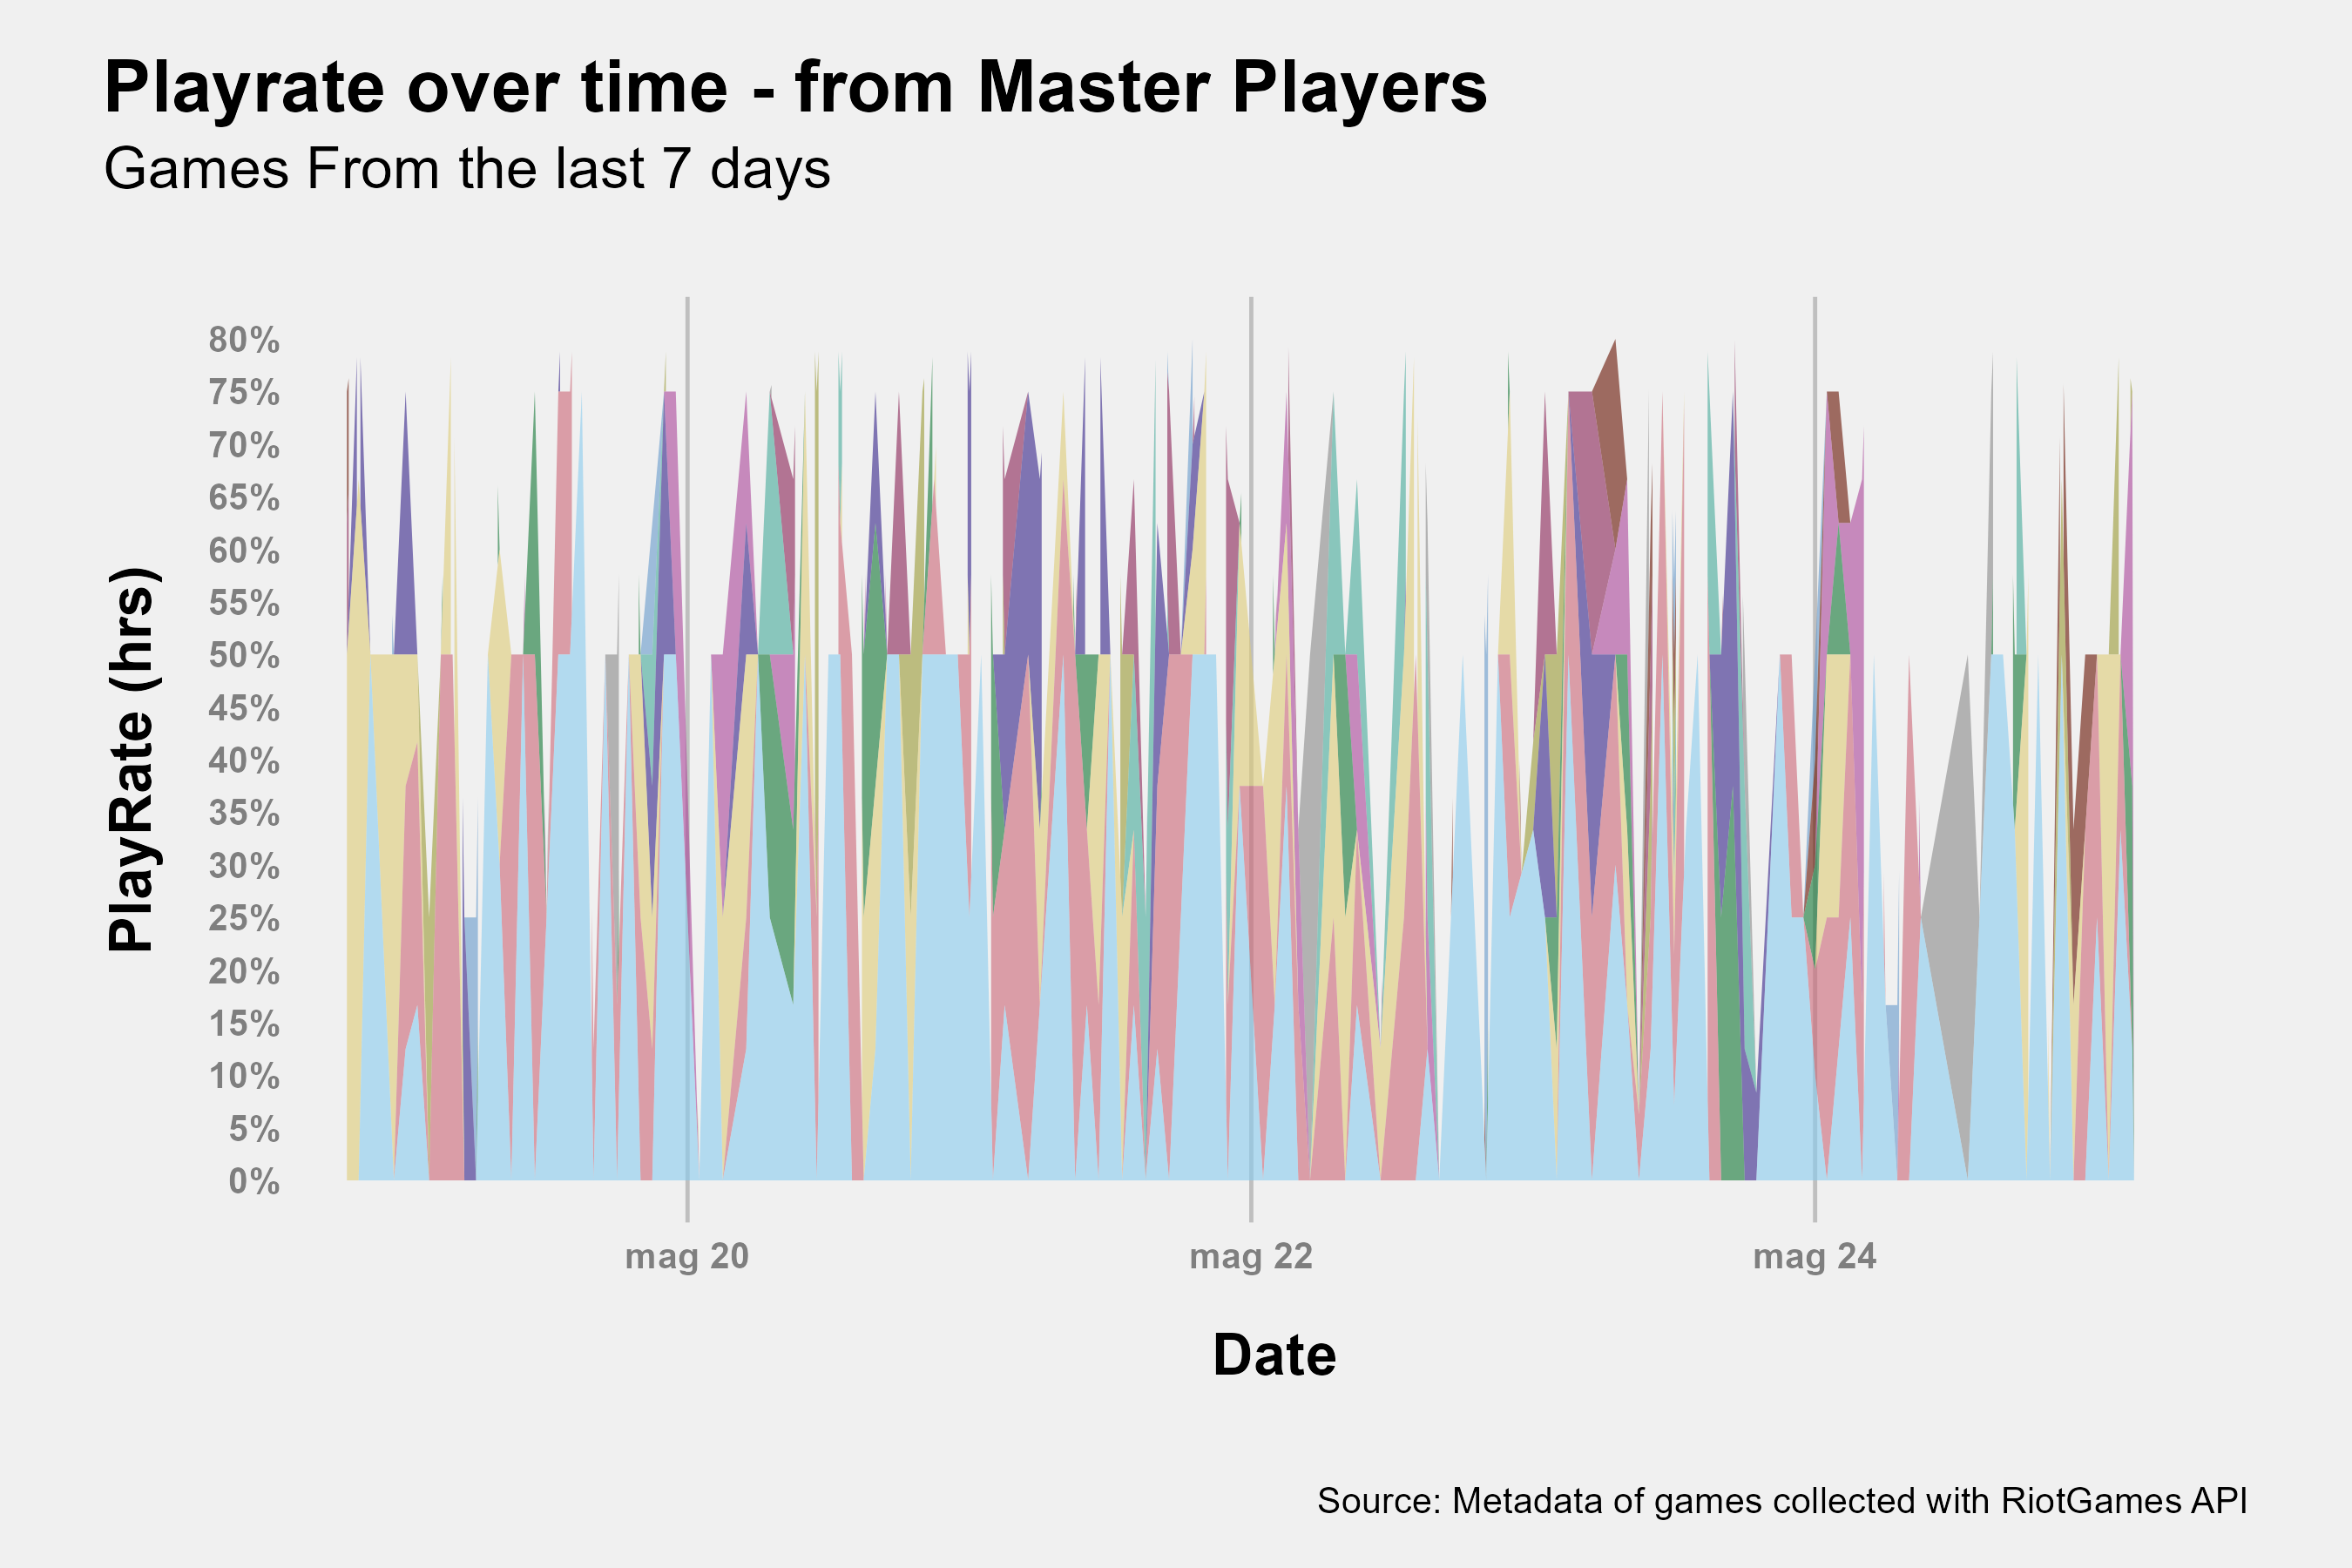 Playrate over time - from Master Players
Games From the last 7 days
PlayRate (hrs)
80%
75%
70%
65%
60%
55%
50%
45%
40%
35%
30%
25%
20%
15%
10%
5%
0%
mag 20
mag 22
mag 24
Date
Source: Metadata of games collected with RiotGames API